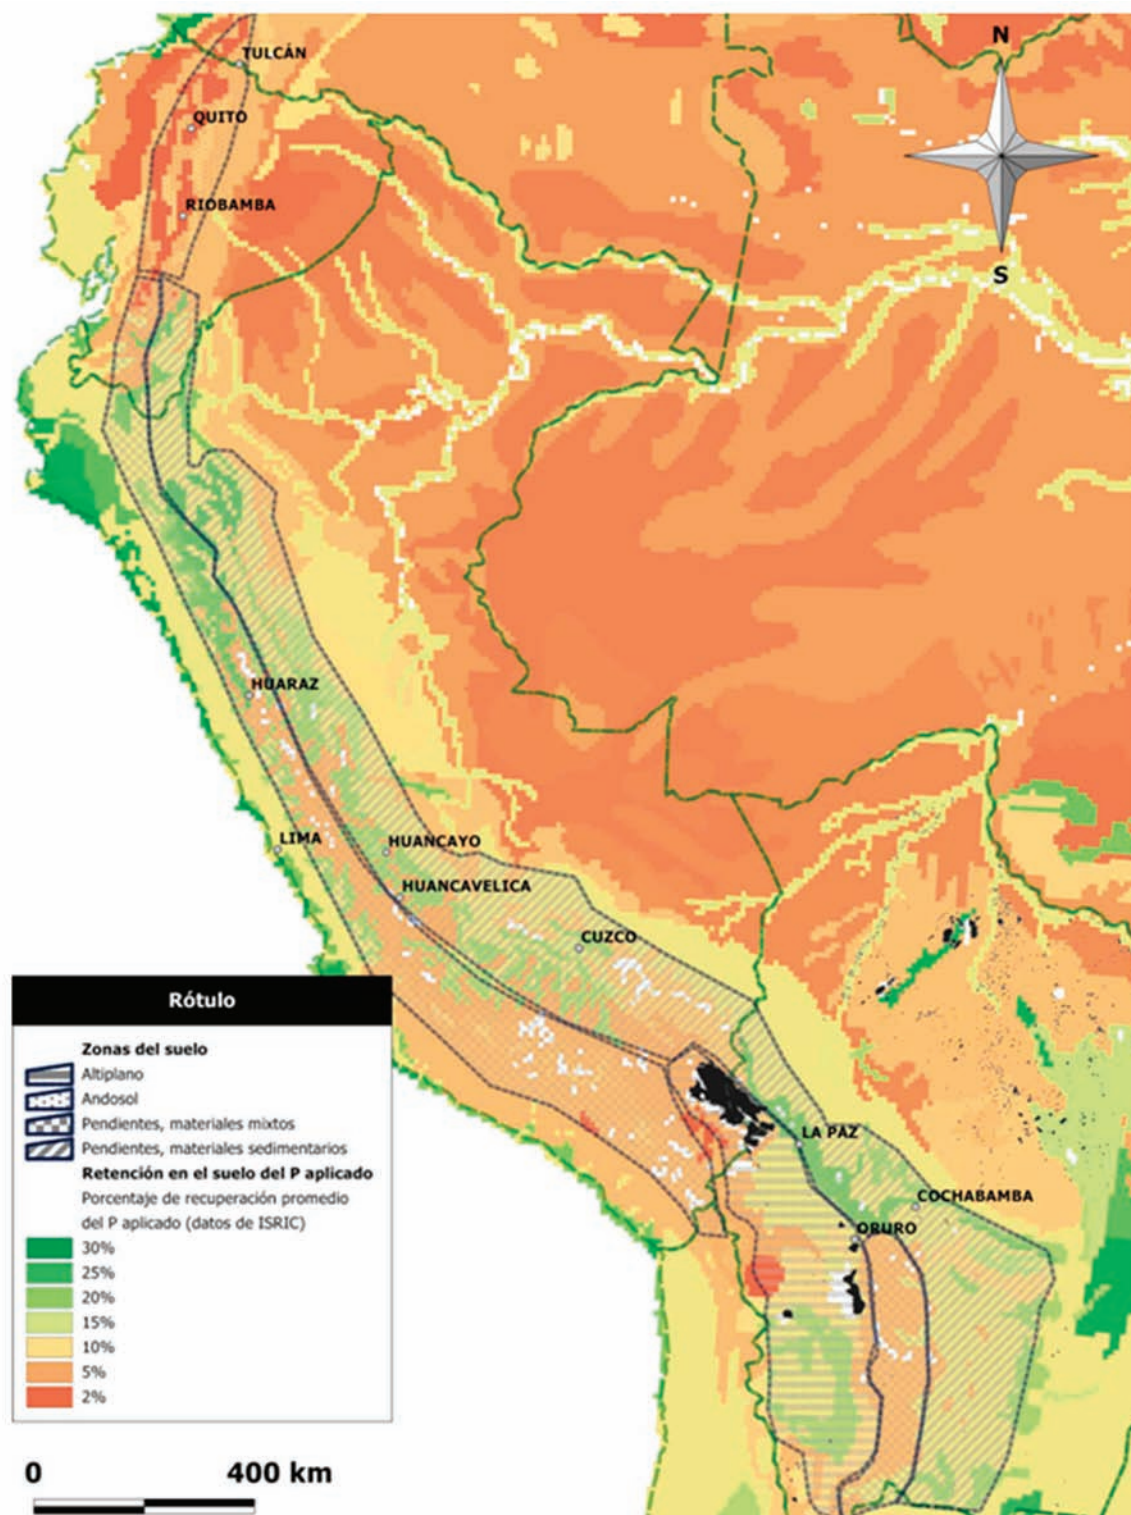 N
TULCÁN
QUITO
RIOBAMBA
S
HUARAZ
LIMA
HUANCAYO
HUANCAVELICA
CUZCO
LA PAZ
COCHABAMBA
ORURO
Rótulo
Zonas del suelo
Altiplano
Andosol
Pendientes, materiales mixtos
Pendientes, materiales sedimentarios
Retención en el suelo del P aplicado
Porcentaje de recuperación promedio
del P aplicado (datos de ISRIC)
30%
25%
20%
15%
10%
5%
2%
0 400 km